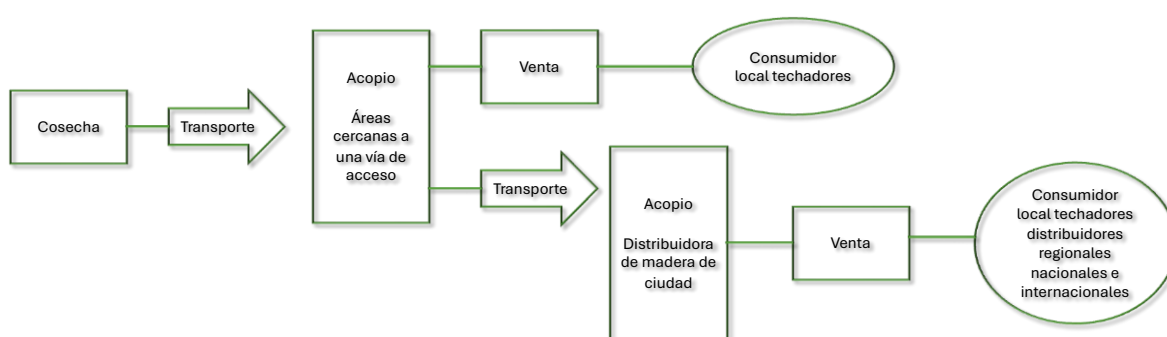 Cosecha
Transporte
Acopio
Áreas
cercanas a
una vía de
acceso
Venta
Consumidor
local techadores
Transporte
Acopio
Distribuidora
de madera de
ciudad
Venta
Consumidor
local techadores
distribuidores
regionales
nacionales e
internacionales